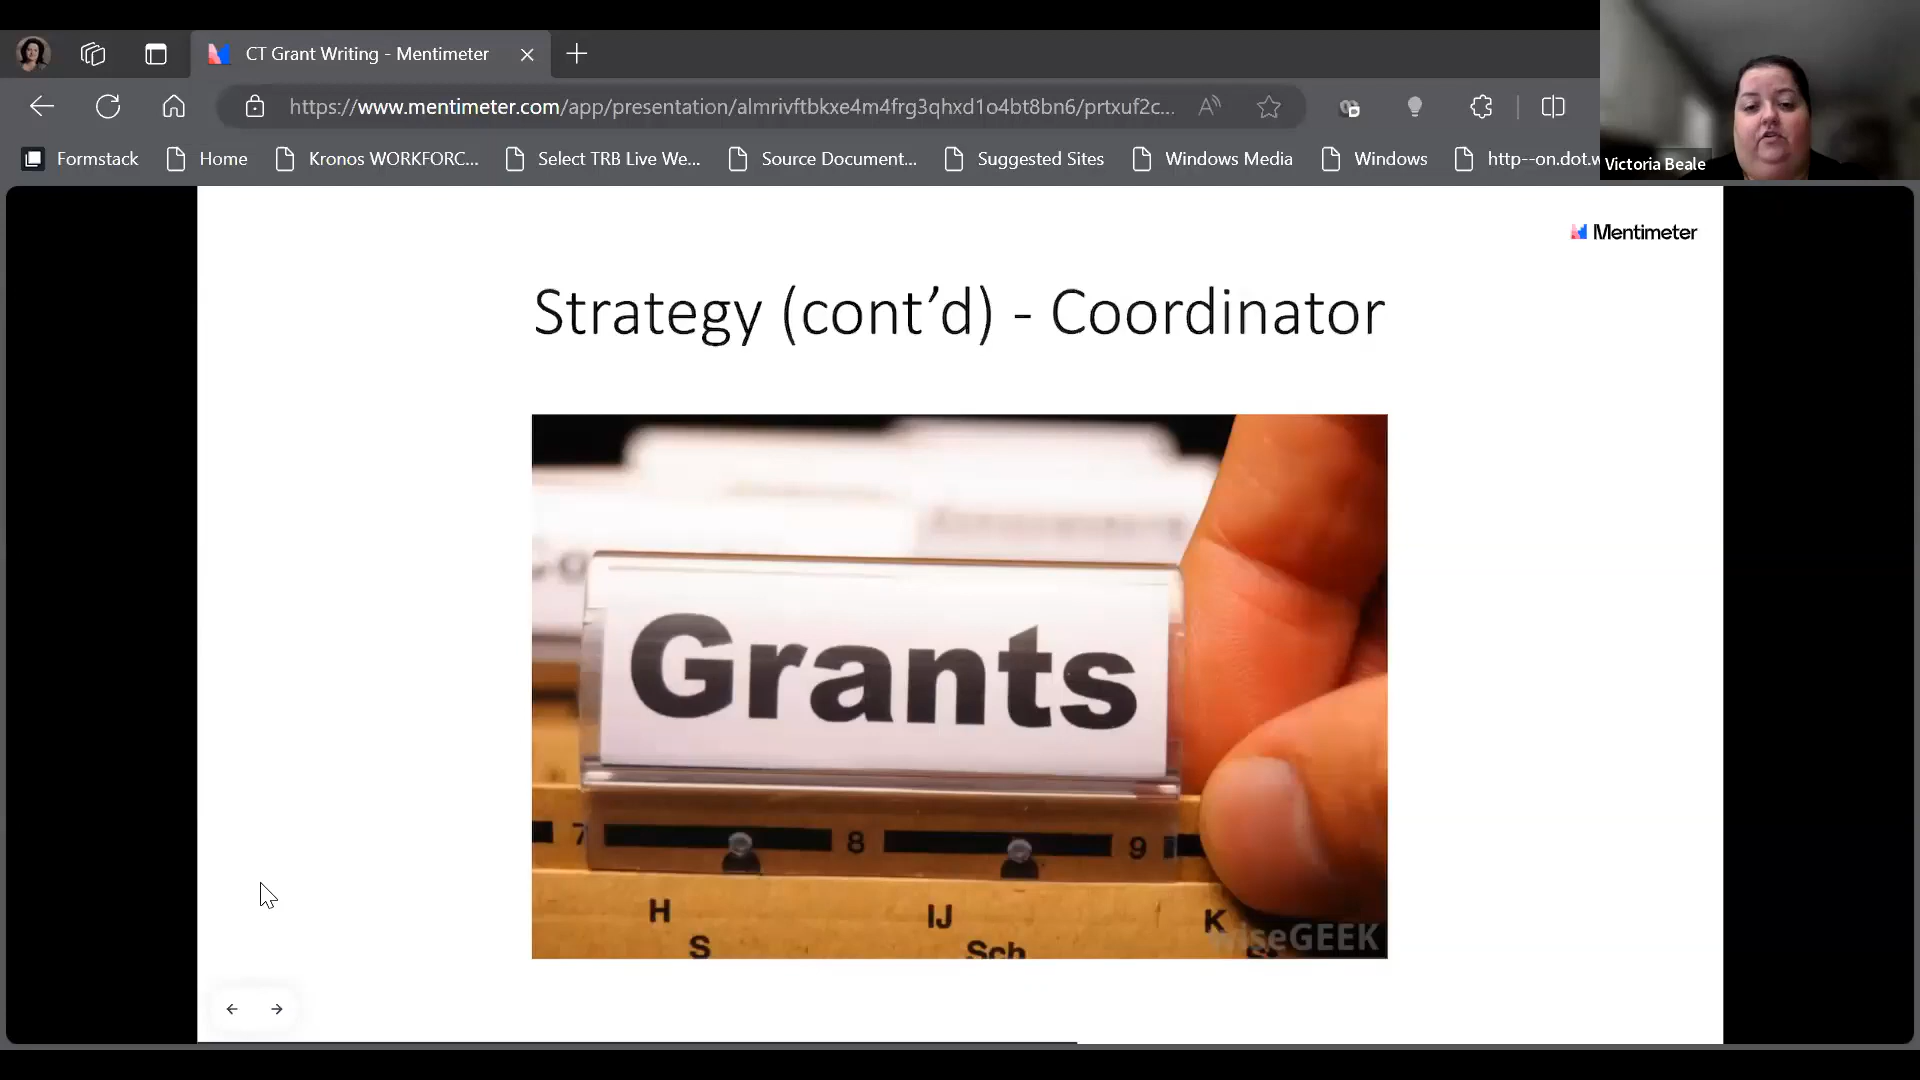 CT Grant Writing - Mentimeter
https://www.mentimeter.com/app/presentation/almrivftbkxe4m4frg3qhxd1o4bt8bn6/prtxuf2c...
Formstack
Home
Kronos WORKFORC...
Select TRB Live We...
Source Document...
Suggested Sites
Windows Media
Windows
http--on.dot.w
Victoria Beale
Mentimeter
Strategy (cont’d) - Coordinator
Grants
7 8 9
H IJ K
S Sch
wiseGEEK